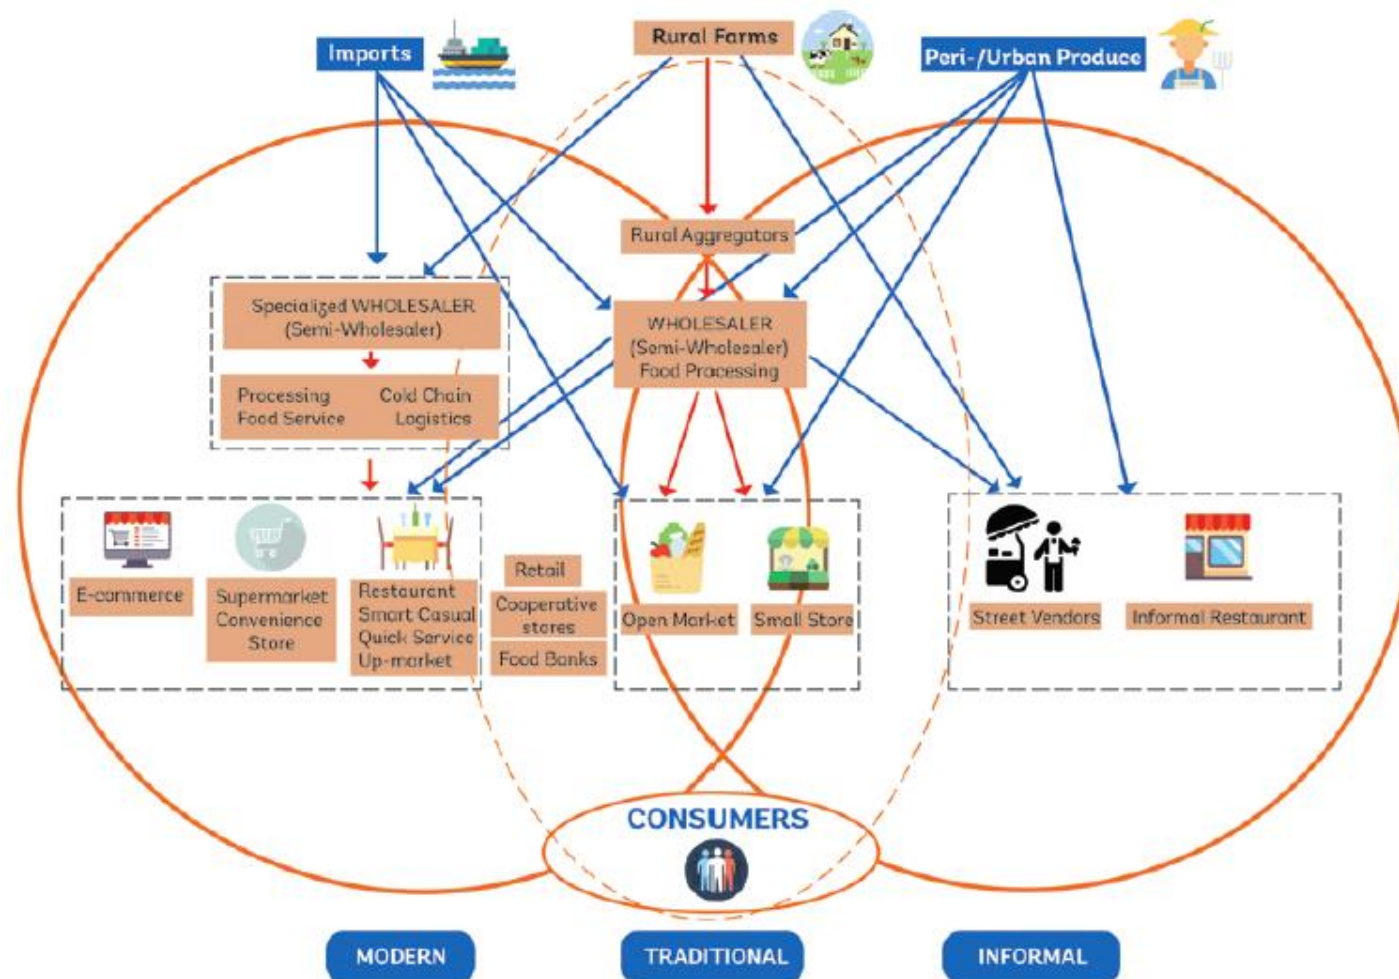 Imports
Rural Farms
Peri-/Urban Produce
Rural Aggregators
Specialized WHOLESALER
(Semi-Wholesaler)
WHOLESALER
(Semi-Wholesaler)
Food Processing
Processing Cold Chain
Food Service Logistics
E-commerce
Supermarket
Convenience
Store
Restaurant
Smart Casual
Quick Service
Up-market
Retail
Cooperative
stores
Food Banks
Open Market
Small Store
Street Vendors
Informal Restaurant
CONSUMERS
MODERN
TRADITIONAL
INFORMAL